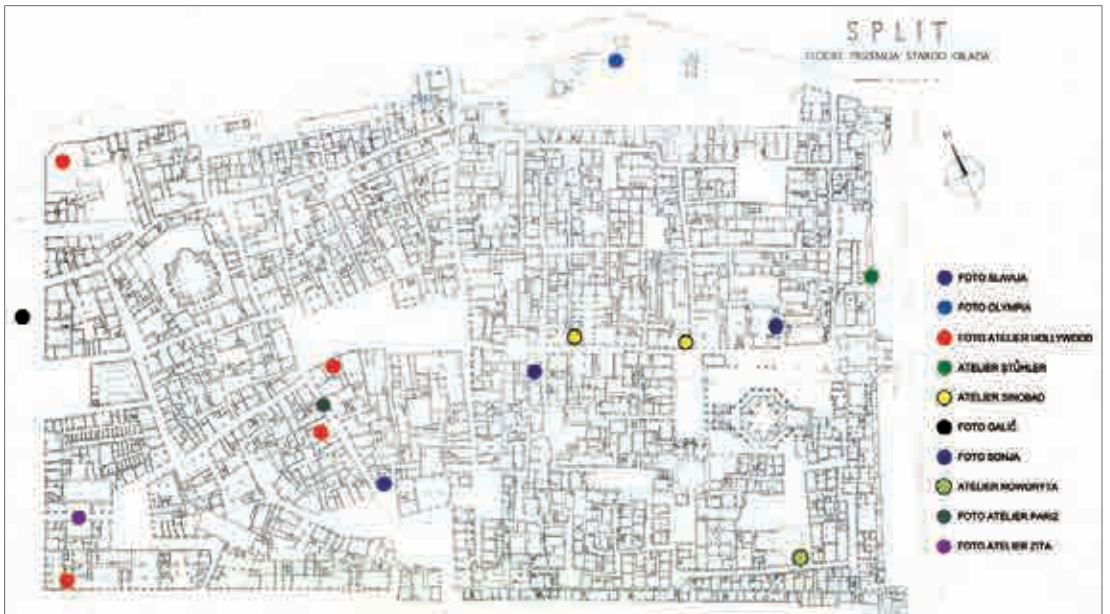 SPLIT
FOTO SLAVIJA
FOTO OLYMPIA
FOTO ATELIER HOLLYWOOD
ATELIER STÜHLER
ATELIER SINOBAD
FOTO GALIĆ
FOTO SONJA
ATELIER NOWORYTA
FOTO ATELIER PARIZ
FOTO ATELIER ZITA